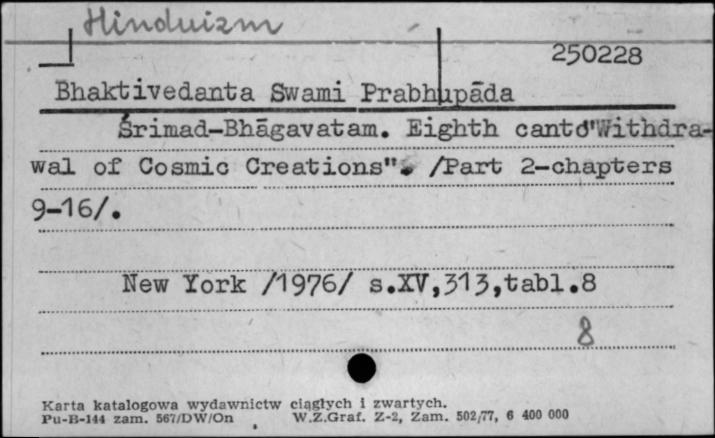 Hinduizm
250228
Bhaktivedanta Swami Prabhupāda
Śrimad-Bhāgavatam. Eighth canto"Withdra-
wal of Cosmic Creations". /Part 2-chapters
9-16/.
New York /1976/ s.XV,313,tabl.8
8
Karta katalogowa wydawnictw ciągłych i zwartych.
Pu-B-144 zam. 567/DW/On W.Z.Graf. Z-2, Zam. 502/77, 6 400 000